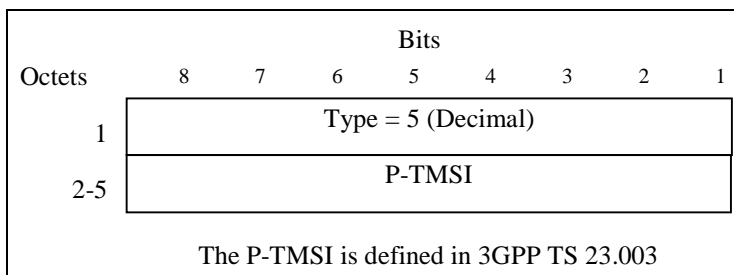 Bits
Octets 8 7 6 5 4 3 2 1
1 Type = 5 (Decimal)
2-5 P-TMSI
The P-TMSI is defined in 3GPP TS 23.003